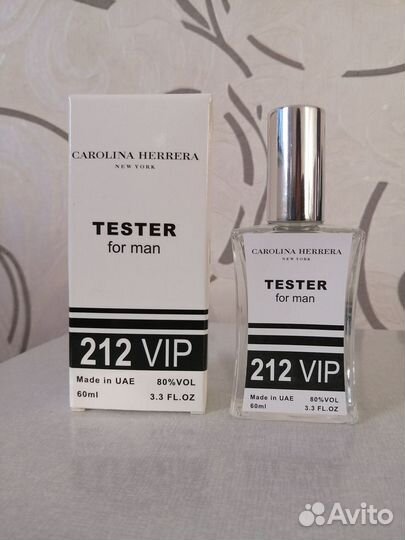 CAROLINA HERRERA
NEW YORK
TESTER
for man
212 VIP
Made in UAE 80%VOL
60ml 3.3 FL.OZ
CAROLINA HERRERA
NEW YORK
TESTER
for man
212 VIP
Made in UAE 80%VOL
60ml 3.3 FL.OZ
Avito